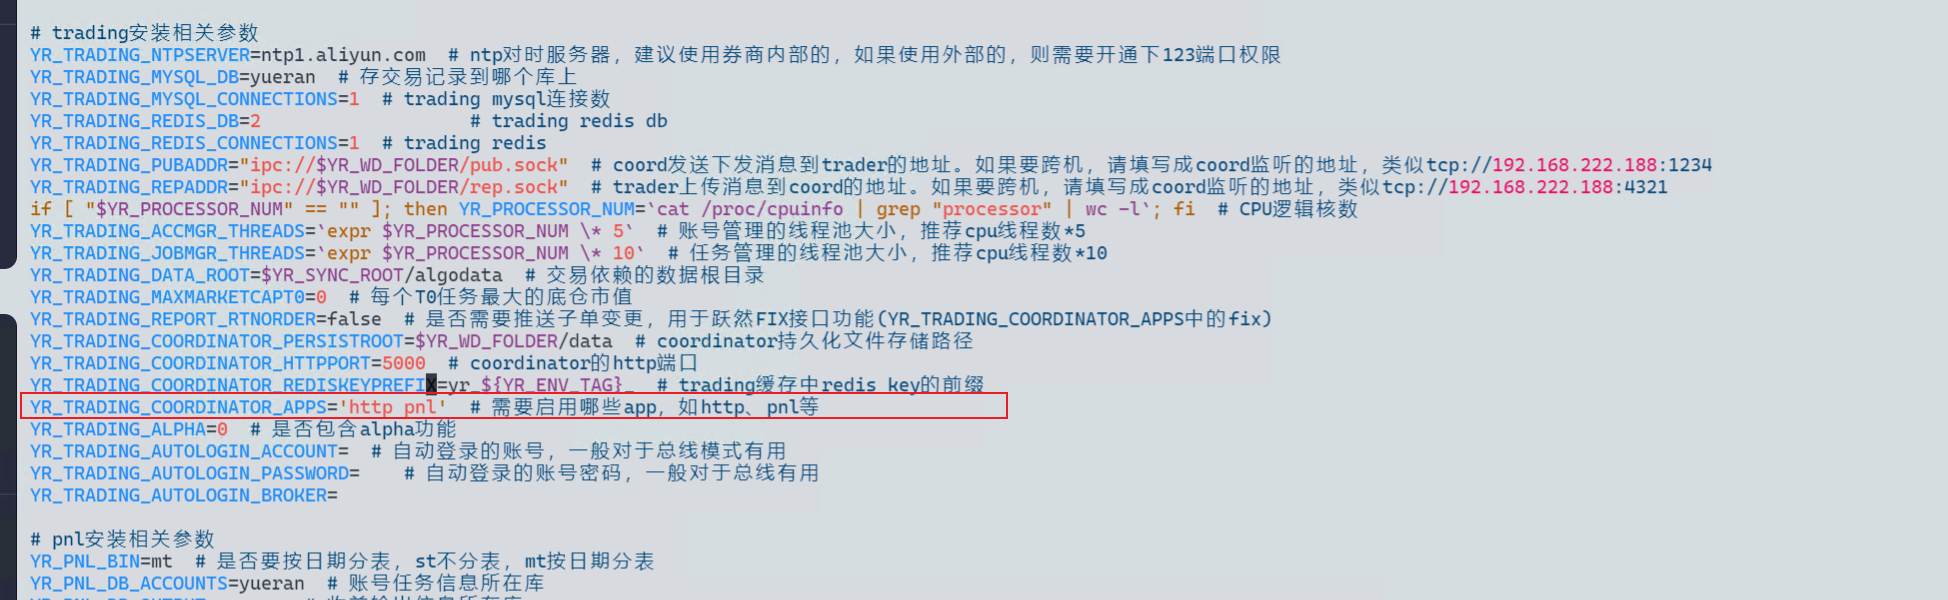 # trading安装相关参数
YR_TRADING_NTPSERVER=ntp1.aliyun.com  # ntp对时服务器，建议使用券商内部的，如果使用外部的，则需要开通下123端口权限
YR_TRADING_MYSQL_DB=yueran  # 存交易记录到哪个库上
YR_TRADING_MYSQL_CONNECTIONS=1  # trading mysql连接数
YR_TRADING_REDIS_DB=2                   # trading redis db
YR_TRADING_REDIS_CONNECTIONS=1  # trading redis
YR_TRADING_PUBADDR="ipc://$YR_WD_FOLDER/pub.sock"  # coord发送下发消息到trader的地址。如果要跨机，请填写成coord监听的地址，类似tcp://192.168.222.188:1234
YR_TRADING_REPADDR="ipc://$YR_WD_FOLDER/rep.sock"  # trader上传消息到coord的地址。如果要跨机，请填写成coord监听的地址，类似tcp://192.168.222.188:4321
if [ "$YR_PROCESSOR_NUM" == "" ]; then YR_PROCESSOR_NUM=`cat /proc/cpuinfo | grep "processor" | wc -l`; fi  # CPU逻辑核数
YR_TRADING_ACCMGR_THREADS=`expr $YR_PROCESSOR_NUM \* 5`  # 账号管理的线程池大小，推荐cpu线程数*5
YR_TRADING_JOBMGR_THREADS=`expr $YR_PROCESSOR_NUM \* 10`  # 任务管理的线程池大小，推荐cpu线程数*10
YR_TRADING_DATA_ROOT=$YR_SYNC_ROOT/algodata  # 交易依赖的数据根目录
YR_TRADING_MAXMARKETCAPT0=0  # 每个T0任务最大的底仓市值
YR_TRADING_REPORT_RTNORDER=false  # 是否需要推送子单变更，用于跃然FIX接口功能(YR_TRADING_COORDINATOR_APPS中的fix)
YR_TRADING_COORDINATOR_PERSISTROOT=$YR_WD_FOLDER/data  # coordinator持久化文件存储路径
YR_TRADING_COORDINATOR_HTTPPORT=5000  # coordinator的http端口
YR_TRADING_COORDINATOR_REDISKEYPREFIX=yr_${YR_ENV_TAG}_  # trading缓存中redis key的前缀
YR_TRADING_COORDINATOR_APPS='http pnl'  # 需要启用哪些app，如http、pnl等
YR_TRADING_ALPHA=0  # 是否包含alpha功能
YR_TRADING_AUTOLOGIN_ACCOUNT=  # 自动登录的账号，一般对于总线模式有用
YR_TRADING_AUTOLOGIN_PASSWORD=    # 自动登录的账号密码，一般对于总线有用
YR_TRADING_AUTOLOGIN_BROKER=
# pnl安装相关参数
YR_PNL_BIN=mt  # 是否要按日期分表，st不分表，mt按日期分表
YR_PNL_DB_ACCOUNTS=yueran  # 账号任务信息所在库